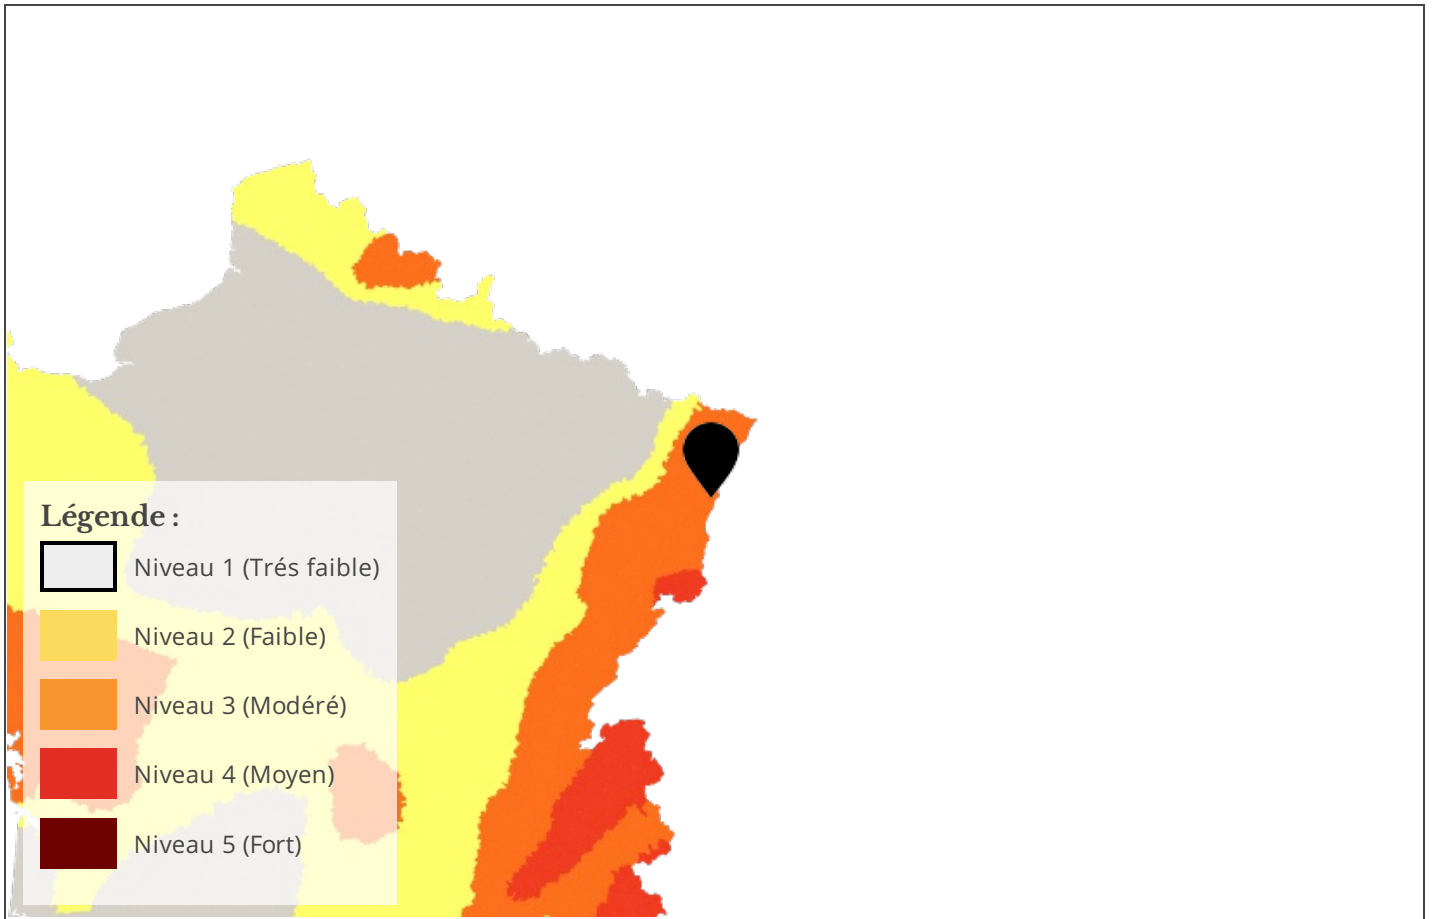 Légende :
Niveau 1 (Trés faible)
Niveau 2 (Faible)
Niveau 3 (Modéré)
Niveau 4 (Moyen)
Niveau 5 (Fort)